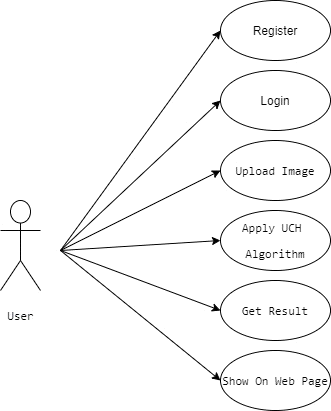 Register
Login
Upload Image
Apply UCH
Algorithm
Get Result
Show On Web Page
User